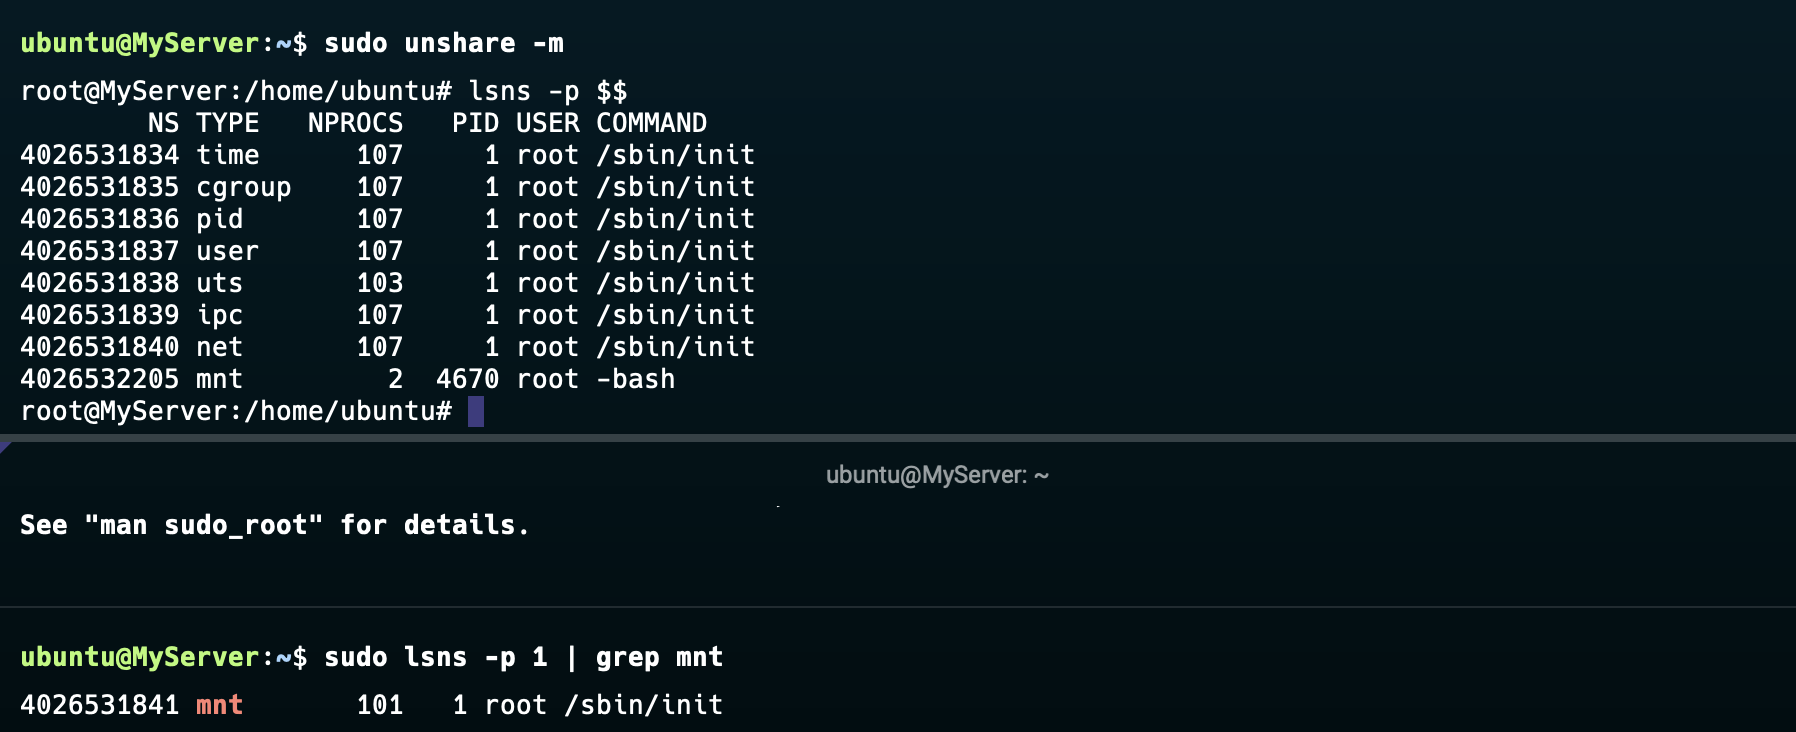 ubuntu@MyServer:~$ sudo unshare -m
root@MyServer:/home/ubuntu# lsns -p $$
        NS TYPE   NPROCS   PID USER COMMAND
4026531834 time      107     1 root /sbin/init
4026531835 cgroup    107     1 root /sbin/init
4026531836 pid       107     1 root /sbin/init
4026531837 user      107     1 root /sbin/init
4026531838 uts       103     1 root /sbin/init
4026531839 ipc       107     1 root /sbin/init
4026531840 net       107     1 root /sbin/init
4026532205 mnt         2  4670 root -bash
root@MyServer:/home/ubuntu#
ubuntu@MyServer: ~
See "man sudo_root" for details.
ubuntu@MyServer:~$ sudo lsns -p 1 | grep mnt
4026531841 mnt       101   1 root /sbin/init